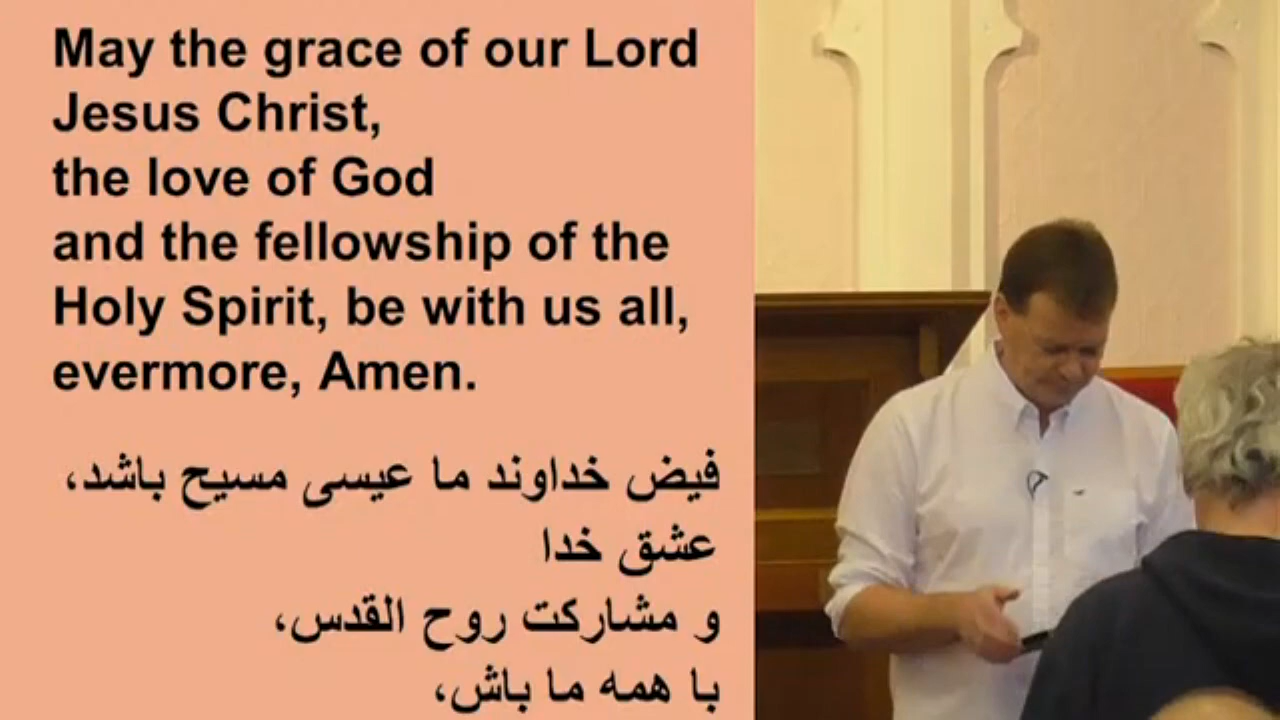 May the grace of our Lord
Jesus Christ,
the love of God
and the fellowship of the
Holy Spirit, be with us all,
evermore, Amen.
فیض خداوند ما عیسی مسیح باشد،
عشق خدا
و مشارکت روح القدس،
با همه ما باش،